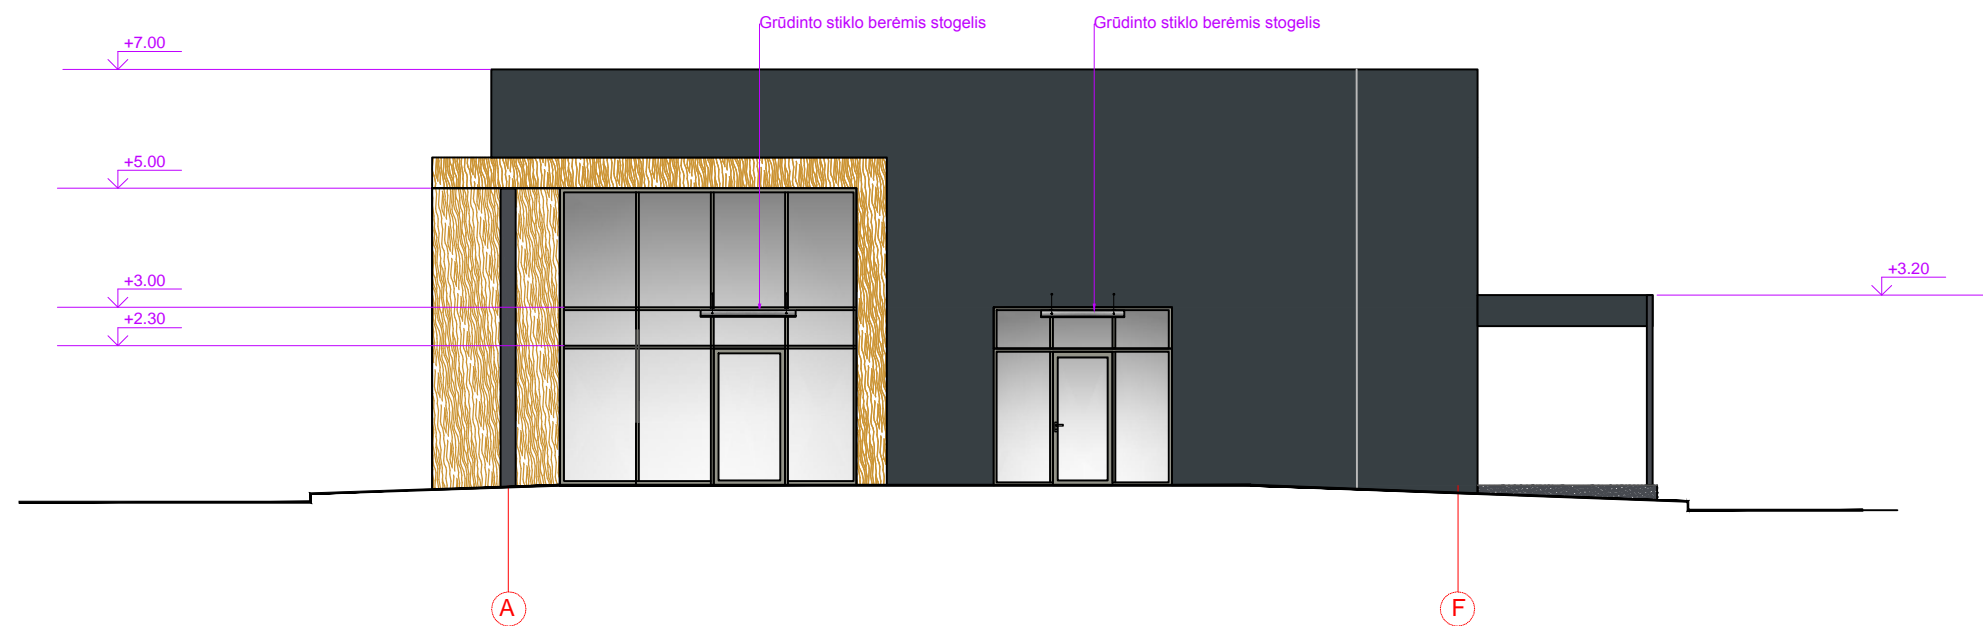 Grūdinto stiklo berėmis stogelis
Grūdinto stiklo berėmis stogelis
+7.00
+5.00
+3.20
+3.00
+2.30
A
F